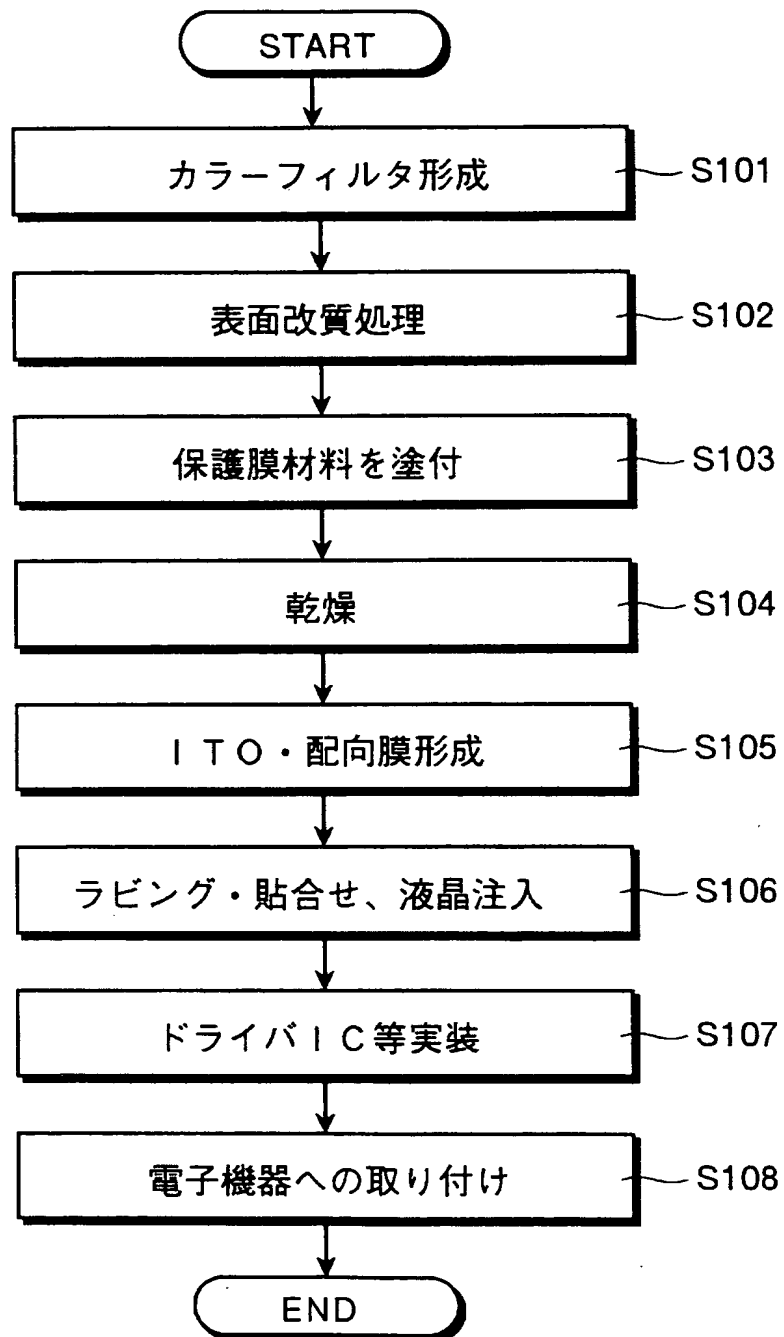 START
カラーフィルタ形成
S101
表面改質処理
S102
保護膜材料を塗付
S103
乾燥
S104
ITO・配向膜形成
S105
ラビング・貼合せ、液晶注入
S106
ドライバIC等実装
S107
電子機器への取り付け
S108
END